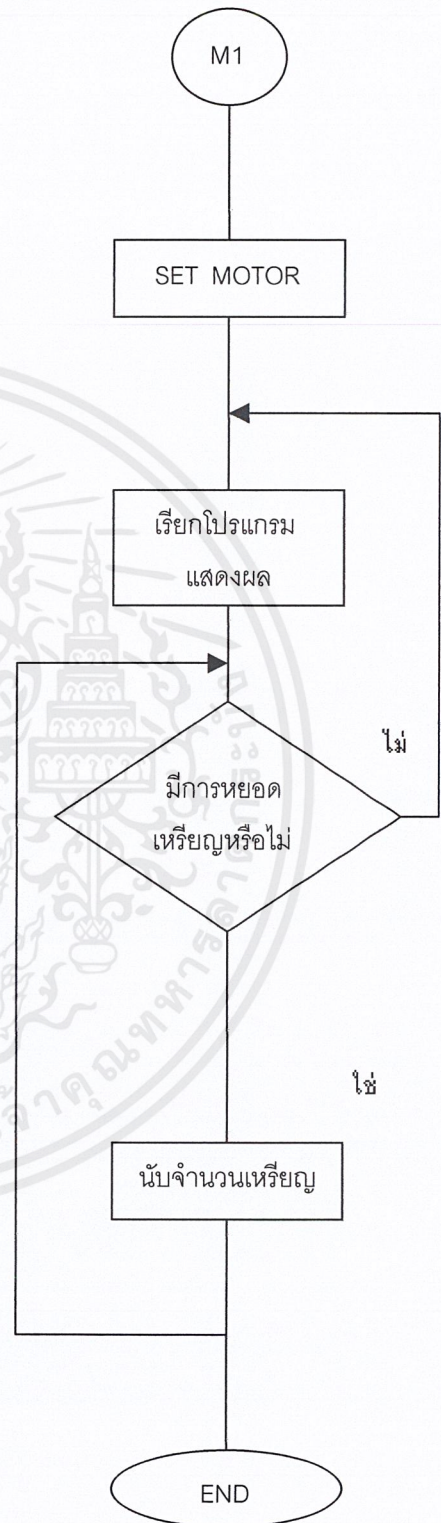 M1
SET MOTOR
เรียกโปรแกรม
แสดงผล
ไม่
มีการหยอด
เหรียญหรือไม่
ใช่
นับจำนวนเหรียญ
END